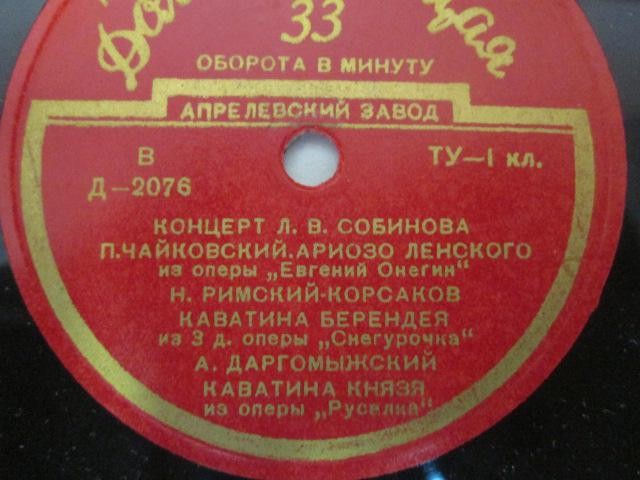 33
ОБОРОТА В МИНУТУ
АПРЕЛЕВСКИЙ ЗАВОД
В
ТУ—1 кл.
Д—2076
КОНЦЕРТ Л. В. СОБИНОВА
П.ЧАЙКОВСКИЙ.АРИОЗО ЛЕНСКОГО
из оперы „Евгений Онегин"
Н. РИМСКИЙ-КОРСАКОВ
КАВАТИНА БЕРЕНДЕЯ
из 3 д. оперы „Снегурочка"
А. ДАРГОМЫЖСКИЙ
КАВАТИНА КНЯЗЯ
из оперы „Русалка"